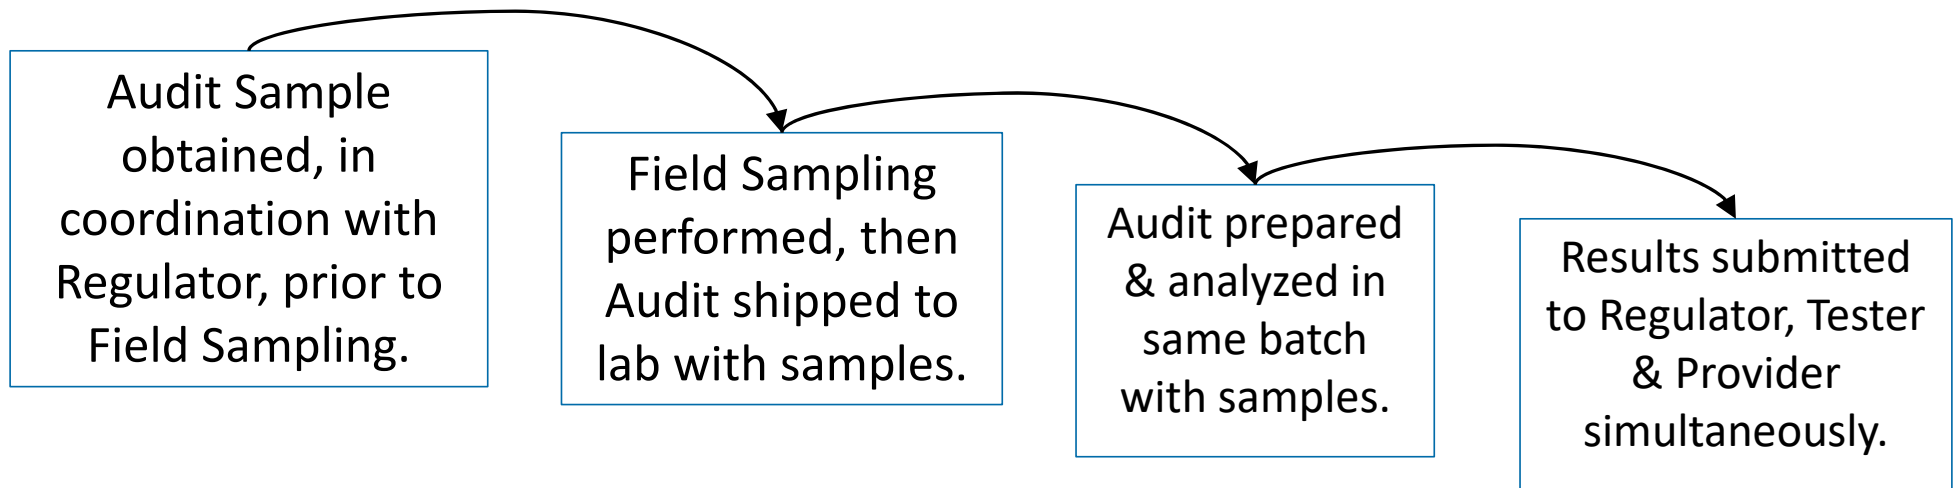 Audit Sample
obtained, in
coordination with
Regulator, prior to
Field Sampling.
Field Sampling
performed, then
Audit shipped to
lab with samples.
Audit prepared
& analyzed in
same batch
with samples.
Results submitted
to Regulator, Tester
& Provider
simultaneously.